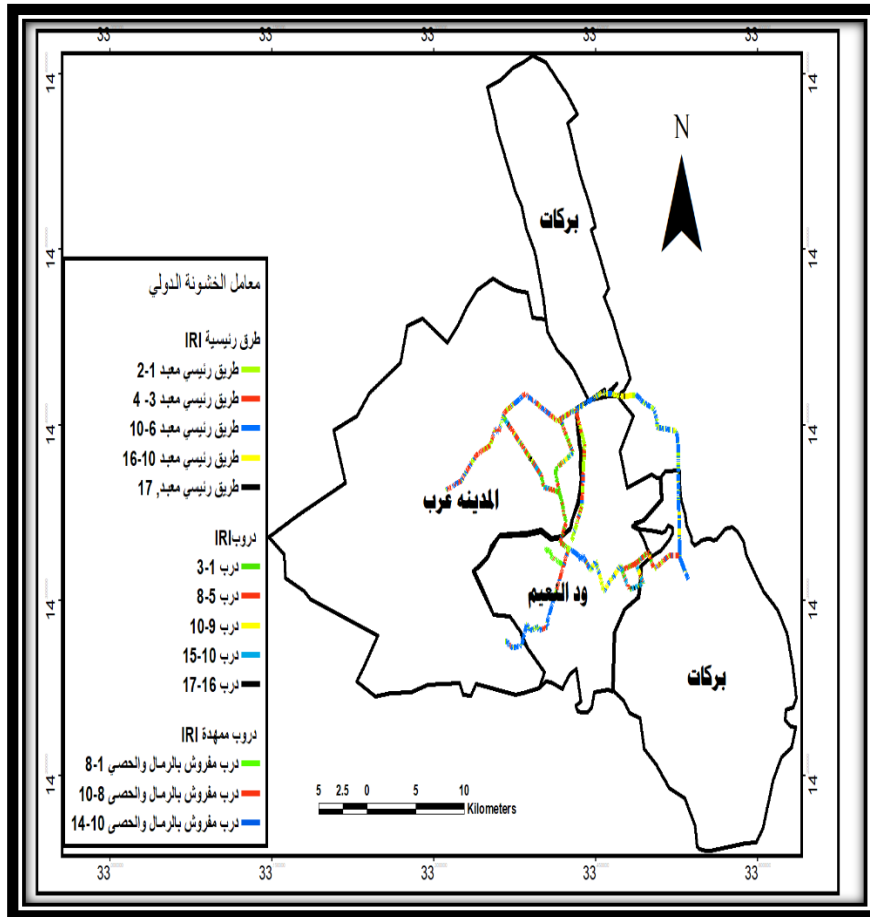 33 33 33 33 33
14 14
N
بركات
14 14
معامل الخشونة الدولي
طرق رئيسية IRI
طريق رئيسي معبد 1-2
طريق رئيسي معبد 3- 4
طريق رئيسي معبد 6-10
طريق رئيسي معبد 10-16
طريق رئيسي معبد, 17
14 14
المدينه عرب
دروبIRI
درب 1-3
درب 5-8
درب 9-10
درب 10-15
درب 16-17
ود النعيم
14 14
بركات
دروب ممهدة IRI
درب مفروش بالرمال والحصي 1-8
درب مفروش بالرمال والحصى 8-10
درب مفروش بالرمال والحصى 10-14
14 14
5 2.5 0 5 10
Kilometers
33 33 33 33 33